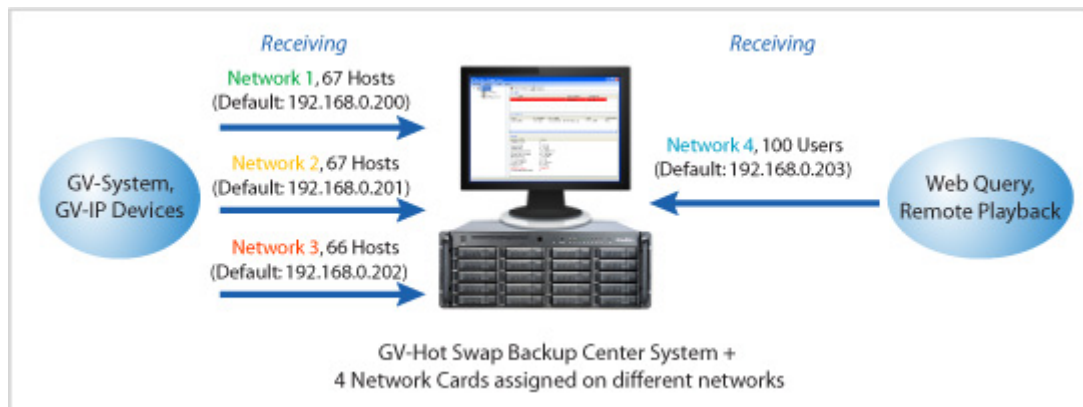 Receiving
Receiving
Network 1, 67 Hosts
(Default: 192.168.0.200)
Network 2, 67 Hosts
(Default: 192.168.0.201)
Network 3, 66 Hosts
(Default: 192.168.0.202)
GV-System,
GV-IP Devices
Network 4, 100 Users
(Default: 192.168.0.203)
Web Query,
Remote Playback
GV-Hot Swap Backup Center System +
4 Network Cards assigned on different networks